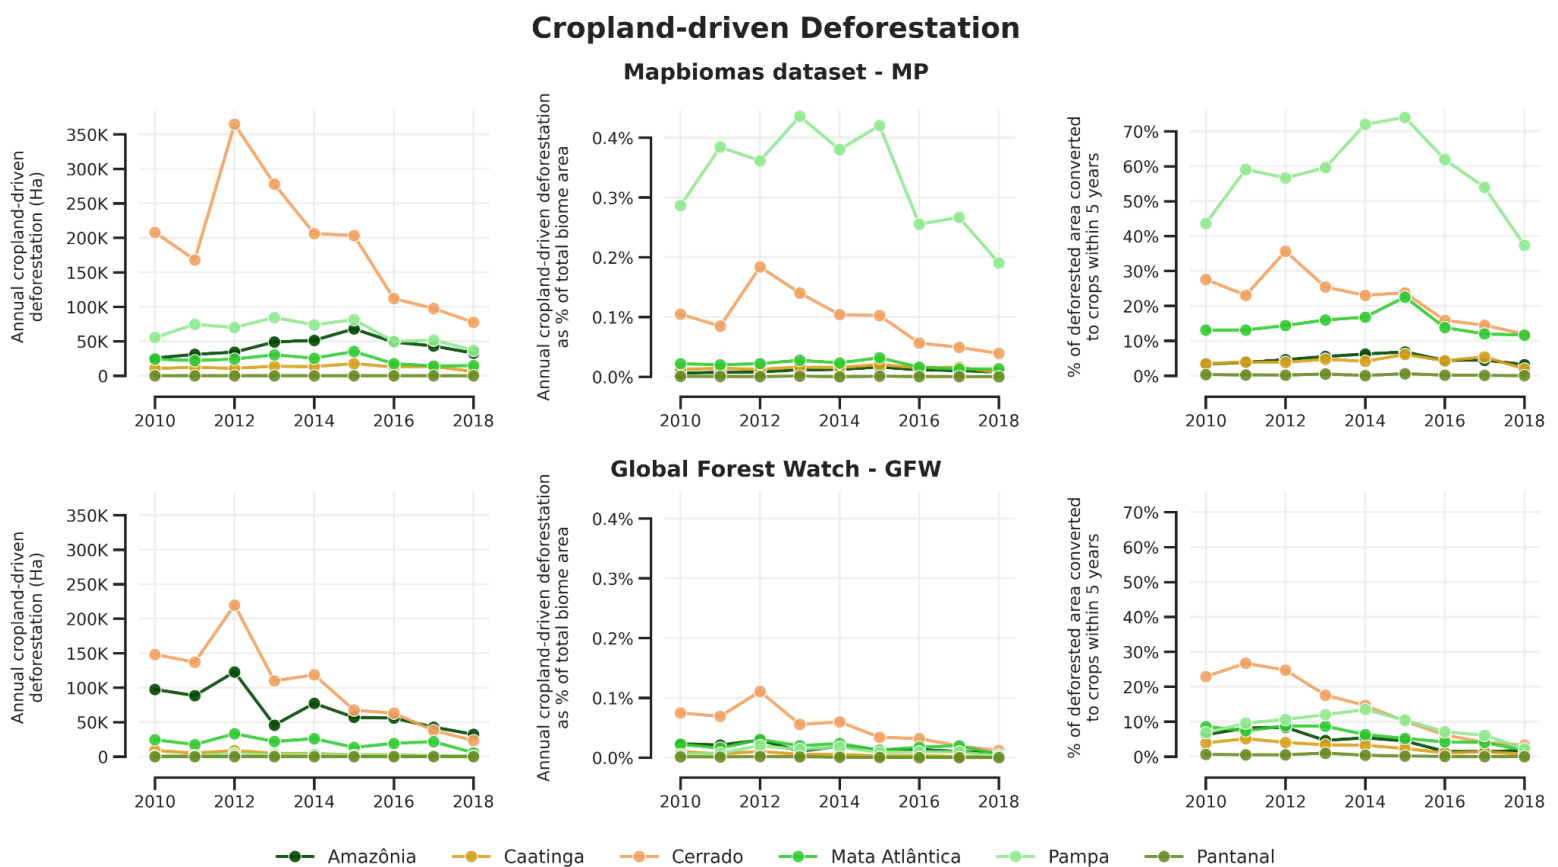 Cropland-driven Deforestation
Mapbiomas dataset - MP
Annual cropland-driven
deforestation (Ha)
350K
300K
250K
200K
150K
100K
50K
0
2010 2012 2014 2016 2018
Annual cropland-driven deforestation
as % of total biome area
0.4%
0.3%
0.2%
0.1%
0.0%
2010 2012 2014 2016 2018
% of deforested area converted
to crops within 5 years
70%
60%
50%
40%
30%
20%
10%
0%
2010 2012 2014 2016 2018
Global Forest Watch - GFW
Annual cropland-driven
deforestation (Ha)
350K
300K
250K
200K
150K
100K
50K
0
2010 2012 2014 2016 2018
Annual cropland-driven deforestation
as % of total biome area
0.4%
0.3%
0.2%
0.1%
0.0%
2010 2012 2014 2016 2018
% of deforested area converted
to crops within 5 years
70%
60%
50%
40%
30%
20%
10%
0%
2010 2012 2014 2016 2018
Amazônia Caatinga Cerrado Mata Atlântica Pampa Pantanal